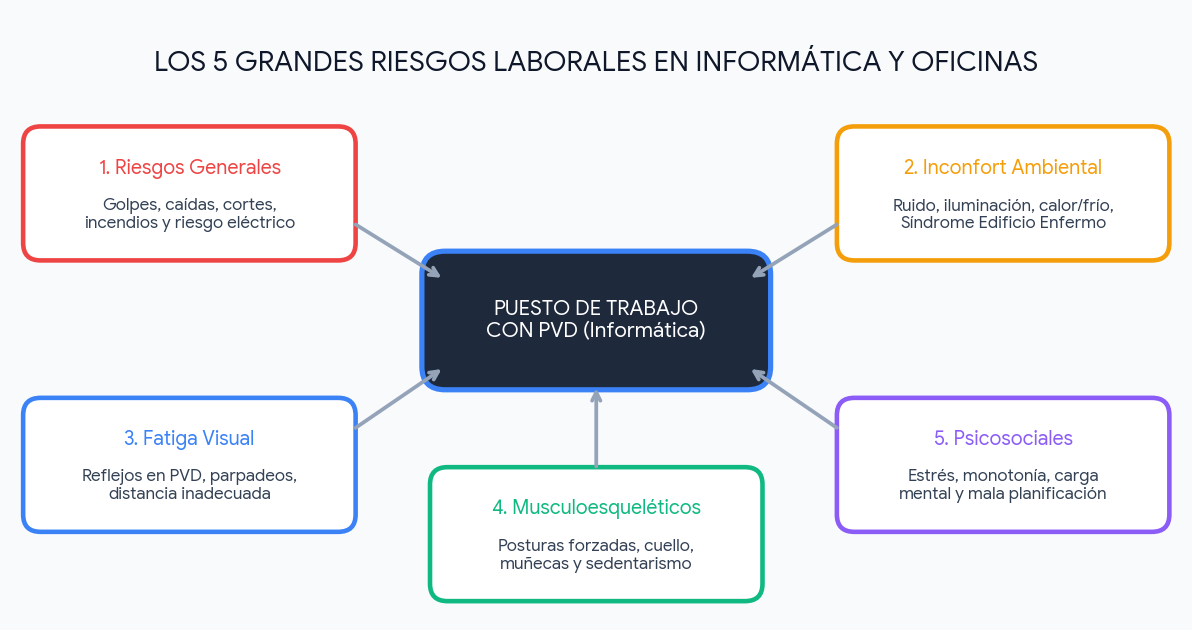 LOS 5 GRANDES RIESGOS LABORALES EN INFORMÁTICA Y OFICINAS
1. Riesgos Generales
Golpes, caídas, cortes,
incendios y riesgo eléctrico
2. Inconfort Ambiental
Ruido, iluminación, calor/frío,
Síndrome Edificio Enfermo
PUESTO DE TRABAJO
CON PVD (Informática)
3. Fatiga Visual
Reflejos en PVD, parpadeos,
distancia inadecuada
4. Musculoesqueléticos
Posturas forzadas, cuello,
muñecas y sedentarismo
5. Psicosociales
Estrés, monotonía, carga
mental y mala planificación